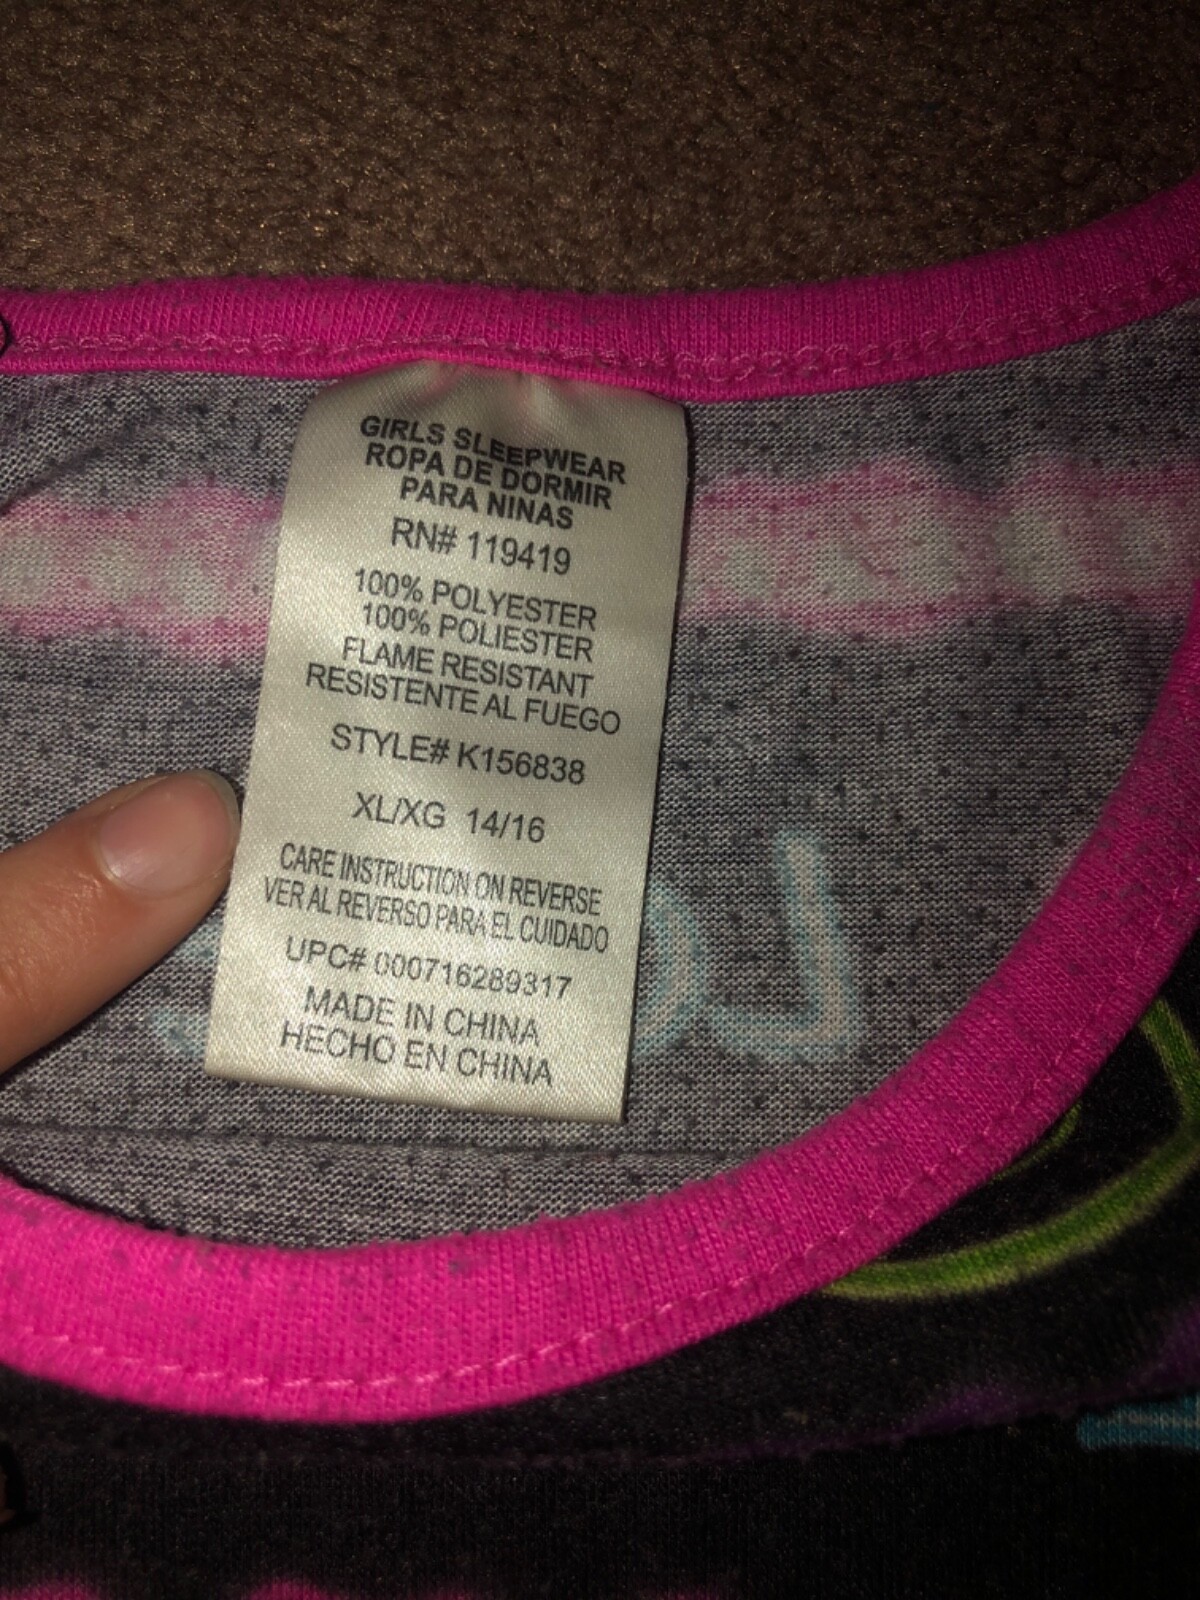 GIRLS SLEEPWEAR
ROPA DE DORMIR
PARA NINAS
RN# 119419
100% POLYESTER
100% POLIESTER
FLAME RESISTANT
RESISTENTE AL FUEGO
STYLE# K156838
XL/XG 14/16
CARE INSTRUCTION ON REVERSE
VER AL REVERSO PARA EL CUIDADO
UPC# 000716289317
MADE IN CHINA
HECHO EN CHINA